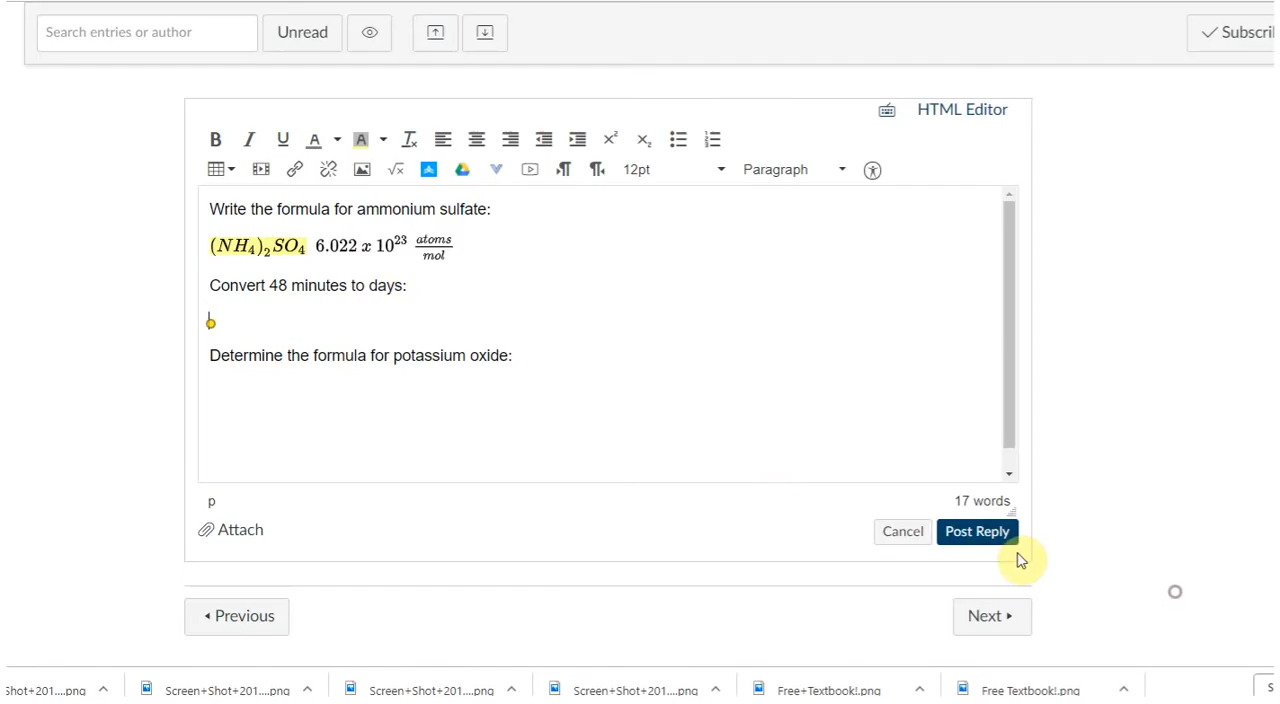 Search entries or author
Unread
Subscri
HTML Editor
B I U A A
12pt Paragraph
Write the formula for ammonium sulfate:
(NH₄)₂SO₄ 6.022 x 10²³ atoms/mol
Convert 48 minutes to days:
Determine the formula for potassium oxide:
p
17 words
Attach
Cancel
Post Reply
Previous
Next
Shot+201....png
Screen+Shot+201....png
Screen+Shot+201....png
Screen+Shot+201....png
Free+Textbook!.png
Free Textbook!.png
S